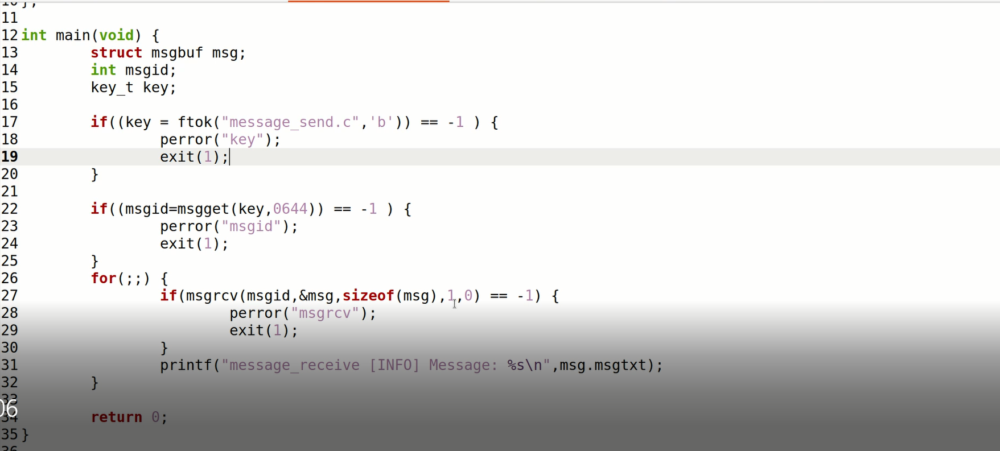 10};
11
12 int main(void) {
13 struct msgbuf msg;
14 int msgid;
15 key_t key;
16
17 if((key = ftok("message_send.c",'b')) == -1 ) {
18 perror("key");
19 exit(1);
20 }
21
22 if((msgid=msgget(key,0644)) == -1 ) {
23 perror("msgid");
24 exit(1);
25 }
26 for(;;) {
27 if(msgrcv(msgid,&msg,sizeof(msg),1,0) == -1) {
28 perror("msgrcv");
29 exit(1);
30 }
31 printf("message_receive [INFO] Message: %s\n",msg.msgtxt);
32 }
33
06
34 return 0;
35 }
36